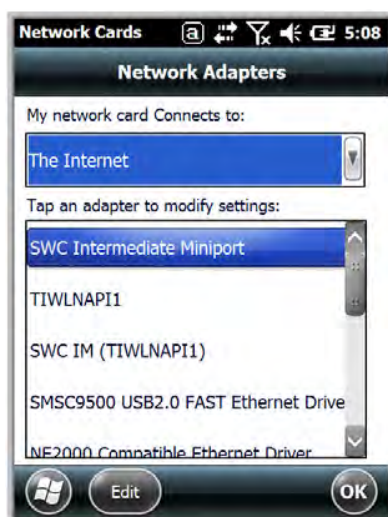 Network Cards a 5:08
Network Adapters
My network card Connects to:
The Internet
Tap an adapter to modify settings:
SWC Intermediate Miniport
TIWLNAPI1
SWC IM (TIWLNAPI1)
SMSC9500 USB2.0 FAST Ethernet Drive
NE2000 Compatible Ethernet Driver
Edit OK